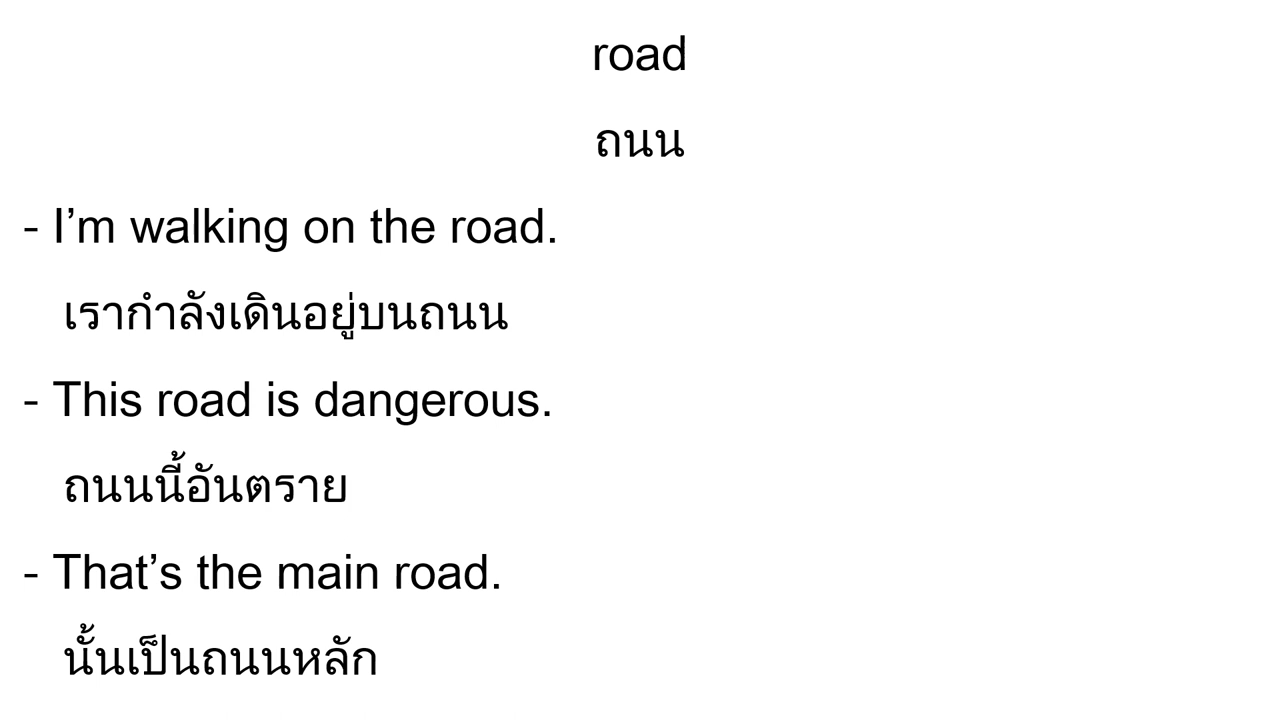 road
ถนน
- I’m walking on the road.
เรากำลังเดินอยู่บนถนน
- This road is dangerous.
ถนนนี้อันตราย
- That’s the main road.
นั้นเป็นถนนหลัก